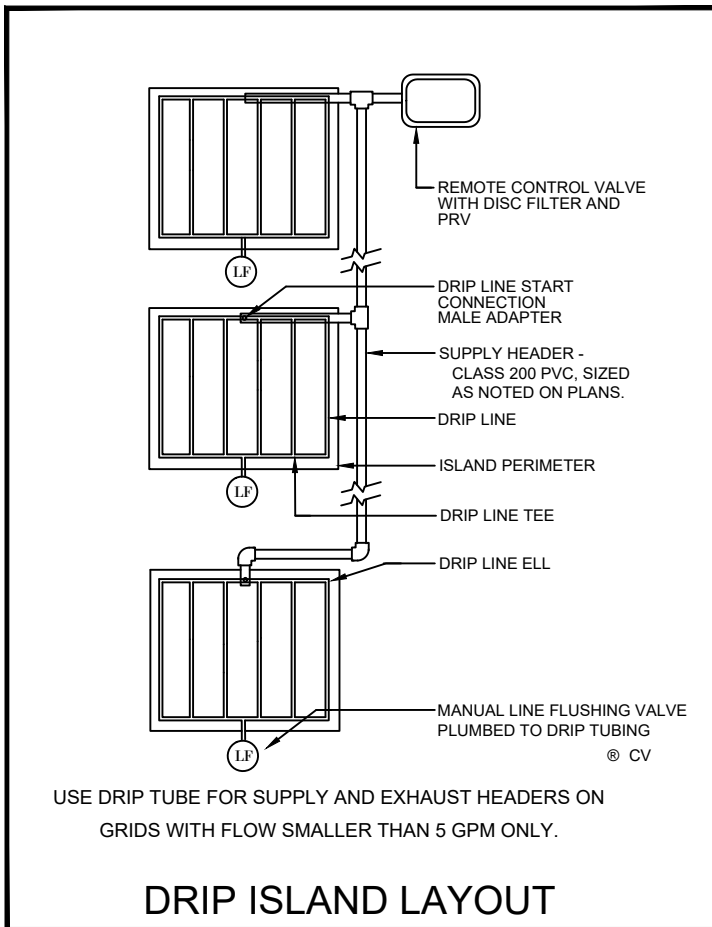 REMOTE CONTROL VALVE
WITH DISC FILTER AND
PRV
LF
DRIP LINE START
CONNECTION
MALE ADAPTER
SUPPLY HEADER -
CLASS 200 PVC, SIZED
AS NOTED ON PLANS.
DRIP LINE
ISLAND PERIMETER
LF
DRIP LINE TEE
DRIP LINE ELL
MANUAL LINE FLUSHING VALVE
PLUMBED TO DRIP TUBING
LF
® CV
USE DRIP TUBE FOR SUPPLY AND EXHAUST HEADERS ON
GRIDS WITH FLOW SMALLER THAN 5 GPM ONLY.
DRIP ISLAND LAYOUT